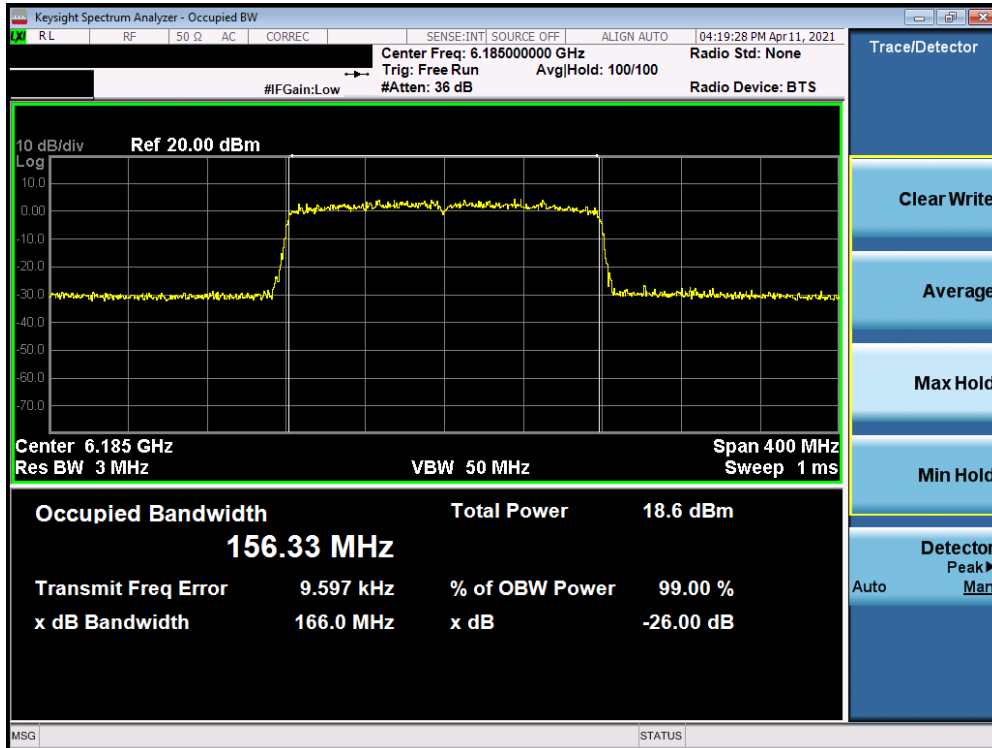 Keysight Spectrum Analyzer - Occupied BW
LXI RL RF 50 Ω AC CORREC SENSE:INT SOURCE OFF ALIGN AUTO 04:19:28 PM Apr 11, 2021
Center Freq: 6.185000000 GHz Radio Std: None
Trig: Free Run Avg|Hold: 100/100
#IFGain:Low #Atten: 36 dB Radio Device: BTS
Trace/Detector
10 dB/div Ref 20.00 dBm
Log
10.0
0.00
-10.0
-20.0
-30.0
-40.0
-50.0
-60.0
-70.0
Center 6.185 GHz Span 400 MHz
Res BW 3 MHz VBW 50 MHz Sweep 1 ms
Occupied Bandwidth Total Power 18.6 dBm
156.33 MHz
Transmit Freq Error 9.597 kHz % of OBW Power 99.00 %
x dB Bandwidth 166.0 MHz x dB -26.00 dB
Clear Write
Average
Max Hold
Min Hold
Detector
Peak
Auto Man
MSG STATUS